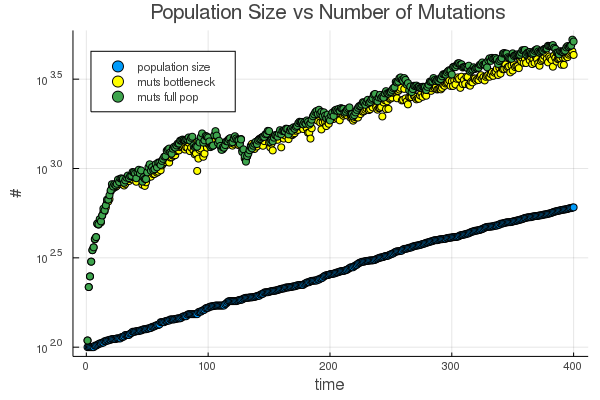 Population Size vs Number of Mutations
population size
muts bottleneck
muts full pop
10^3.5
10^3.0
10^2.5
10^2.0
#
0 100 200 300 400
time